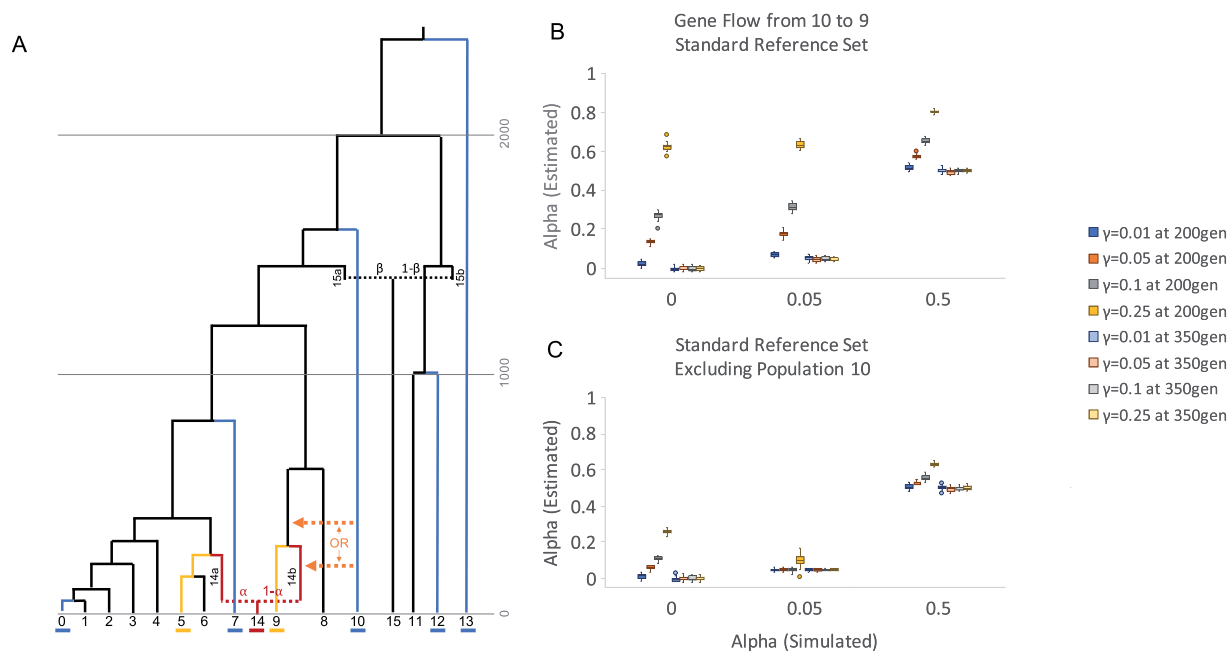 A
2000
1000
0
15a
β
1-β
15b
OR
14a
14b
α
1-α
0 1 2 3 4 5 6 7 14 9 8 10 15 11 12 13
B
Gene Flow from 10 to 9
Standard Reference Set
Alpha (Estimated)
1
0.8
0.6
0.4
0.2
0
0 0.05 0.5
C
Standard Reference Set
Excluding Population 10
Alpha (Estimated)
1
0.8
0.6
0.4
0.2
0
0 0.05 0.5
Alpha (Simulated)
γ=0.01 at 200gen
γ=0.05 at 200gen
γ=0.1 at 200gen
γ=0.25 at 200gen
γ=0.01 at 350gen
γ=0.05 at 350gen
γ=0.1 at 350gen
γ=0.25 at 350gen